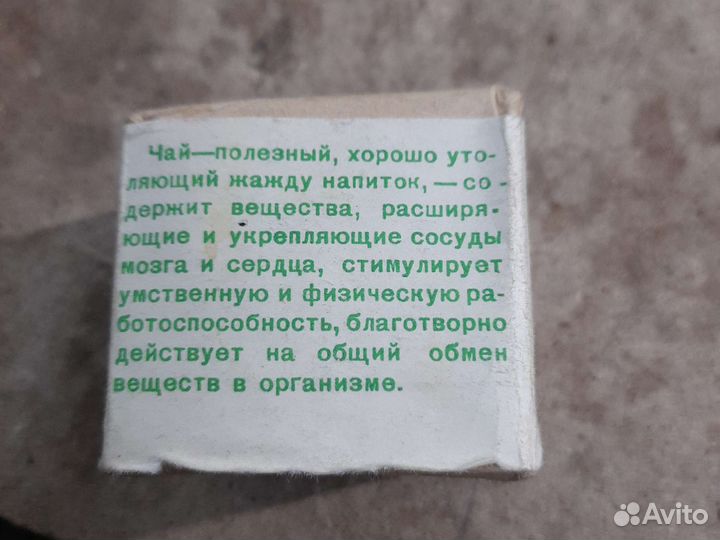 Чай—полезный, хорошо уто-
ляющий жажду напиток, — со-
держит вещества, расширя-
ющие и укрепляющие сосуды
мозга и сердца, стимулирует
умственную и физическую ра-
ботоспособность, благотворно
действует на общий обмен
веществ в организме.
Avito